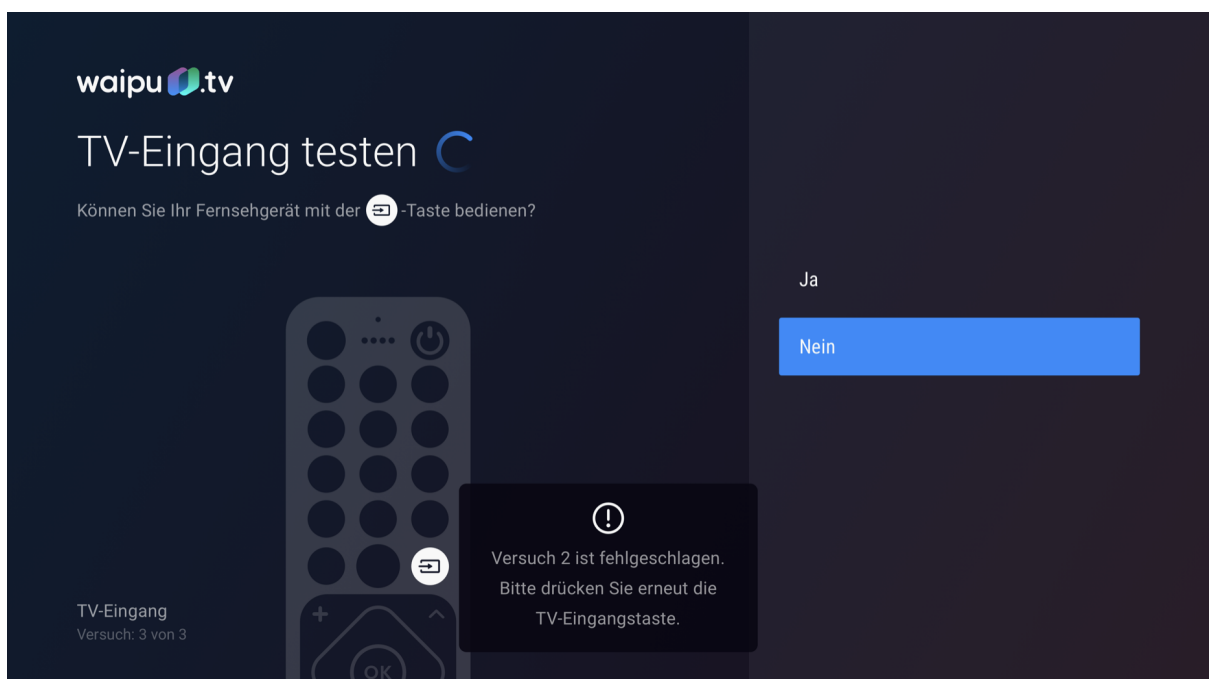 waipu.tv
TV-Eingang testen
Können Sie Ihr Fernsehgerät mit der -Taste bedienen?
Ja
Nein
Versuch 2 ist fehlgeschlagen.
Bitte drücken Sie erneut die
TV-Eingangstaste.
TV-Eingang
Versuch: 3 von 3
OK